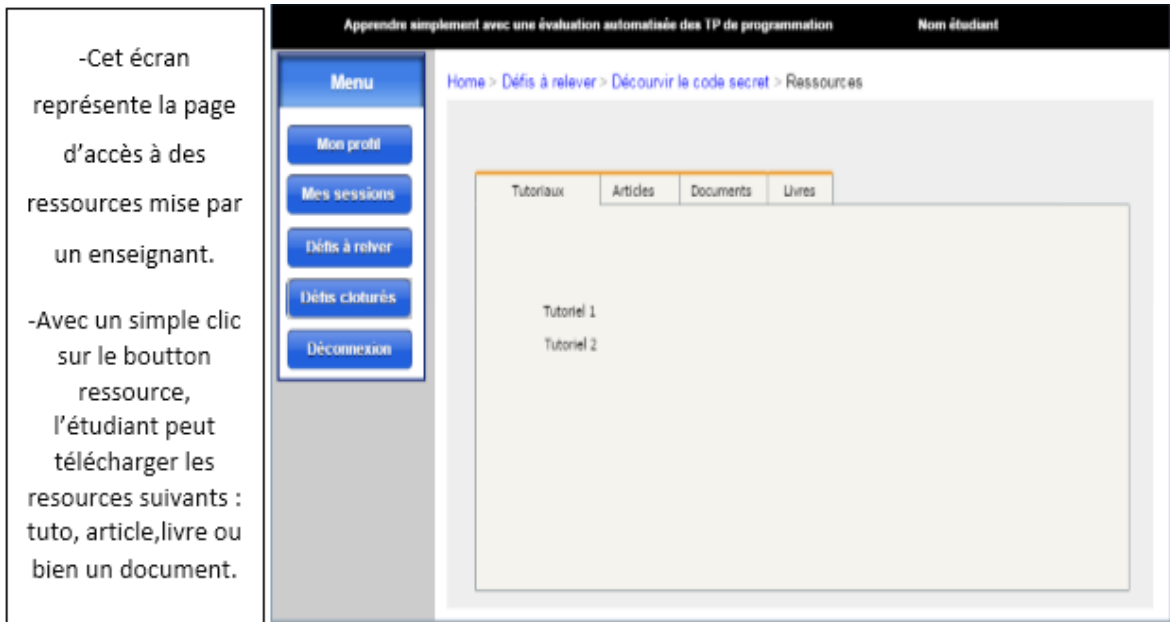 -Cet écran
représente la page
d'accès à des
ressources mise par
un enseignant.
-Avec un simple clic
sur le boutton
ressource,
l'étudiant peut
télécharger les
resources suivants :
tuto, article,livre ou
bien un document.
Apprendre simplement avec une évaluation automatisée des TP de programmation
Nom étudiant
Menu
Mon profil
Mes sessions
Défis à relver
Défis cloturés
Déconnexion
Home > Défis à relever > Décourvir le code secret > Ressources
Tutoriaux
Articles
Documents
Livres
Tutoriel 1
Tutoriel 2